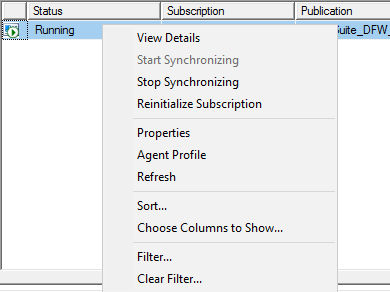 Status Subscription Publication
Running Suite_DFW_
View Details
Start Synchronizing
Stop Synchronizing
Reinitialize Subscription
Properties
Agent Profile
Refresh
Sort...
Choose Columns to Show...
Filter...
Clear Filter...